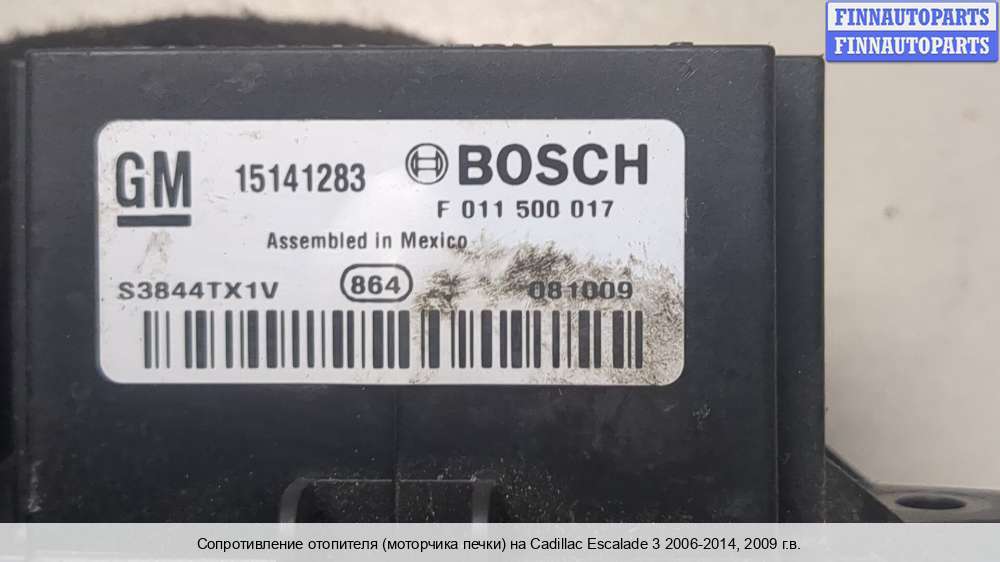 FINNAUTOPARTS
FINNAUTOPARTS
GM 15141283 BOSCH
F 011 500 017
Assembled in Mexico
S3844TX1V 864 081009
Сопротивление отопителя (моторчика печки) на Cadillac Escalade 3 2006-2014, 2009 г.в.